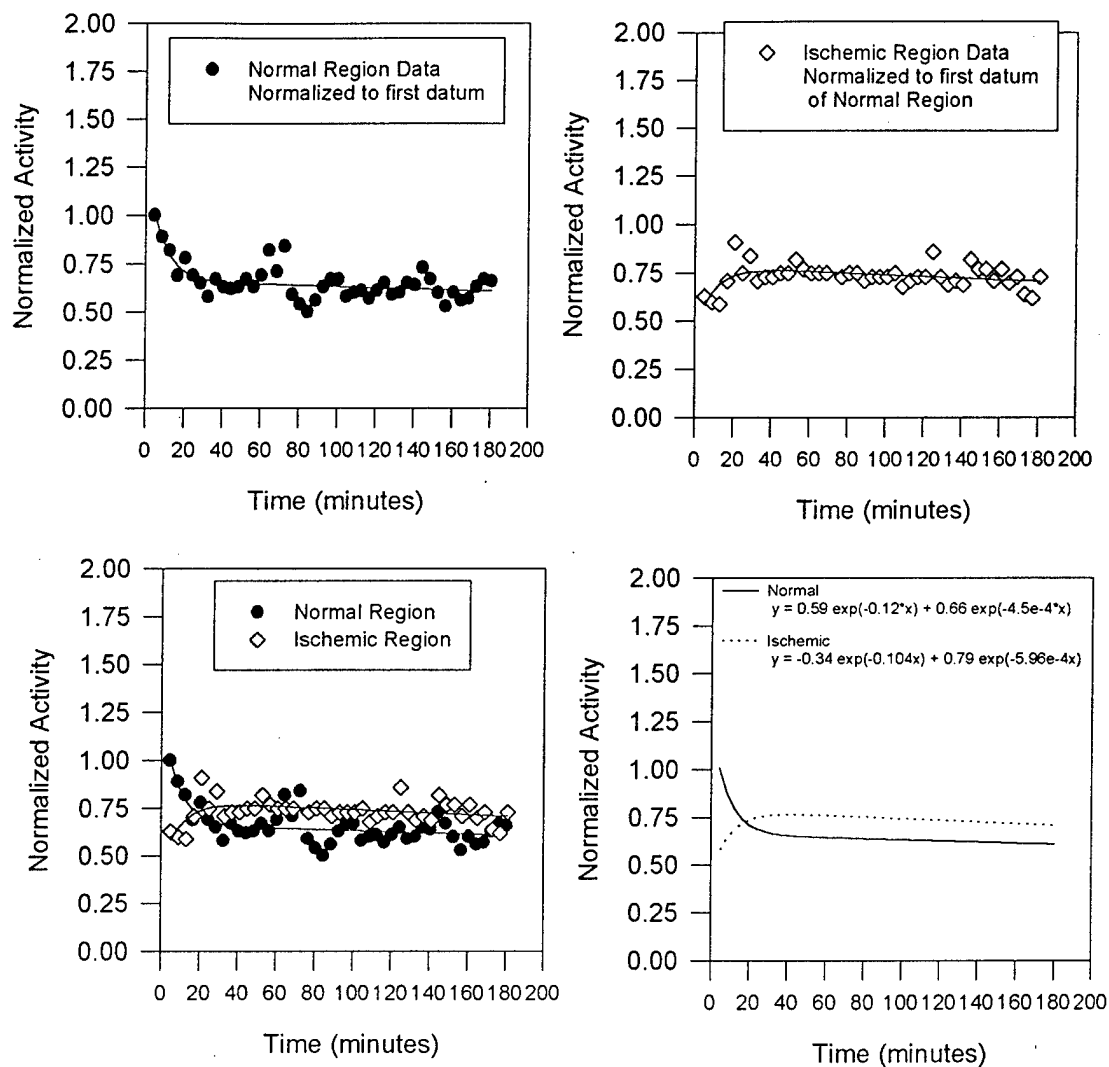 2.00
1.75
1.50
1.25
1.00
0.75
0.50
0.25
0.00
Normalized Activity
Normal Region Data
Normalized to first datum
0 20 40 60 80 100 120 140 160 180 200
Time (minutes)
2.00
1.75
1.50
1.25
1.00
0.75
0.50
0.25
0.00
Normalized Activity
Ischemic Region Data
Normalized to first datum
of Normal Region
0 20 40 60 80 100 120 140 160 180 200
Time (minutes)
2.00
1.75
1.50
1.25
1.00
0.75
0.50
0.25
0.00
Normalized Activity
Normal Region
Ischemic Region
0 20 40 60 80 100 120 140 160 180 200
Time (minutes)
2.00
1.75
1.50
1.25
1.00
0.75
0.50
0.25
0.00
Normalized Activity
Normal
y = 0.59 exp(-0.12*x) + 0.66 exp(-4.5e-4*x)
Ischemic
y = -0.34 exp(-0.104x) + 0.79 exp(-5.96e-4x)
0 20 40 60 80 100 120 140 160 180 200
Time (minutes)